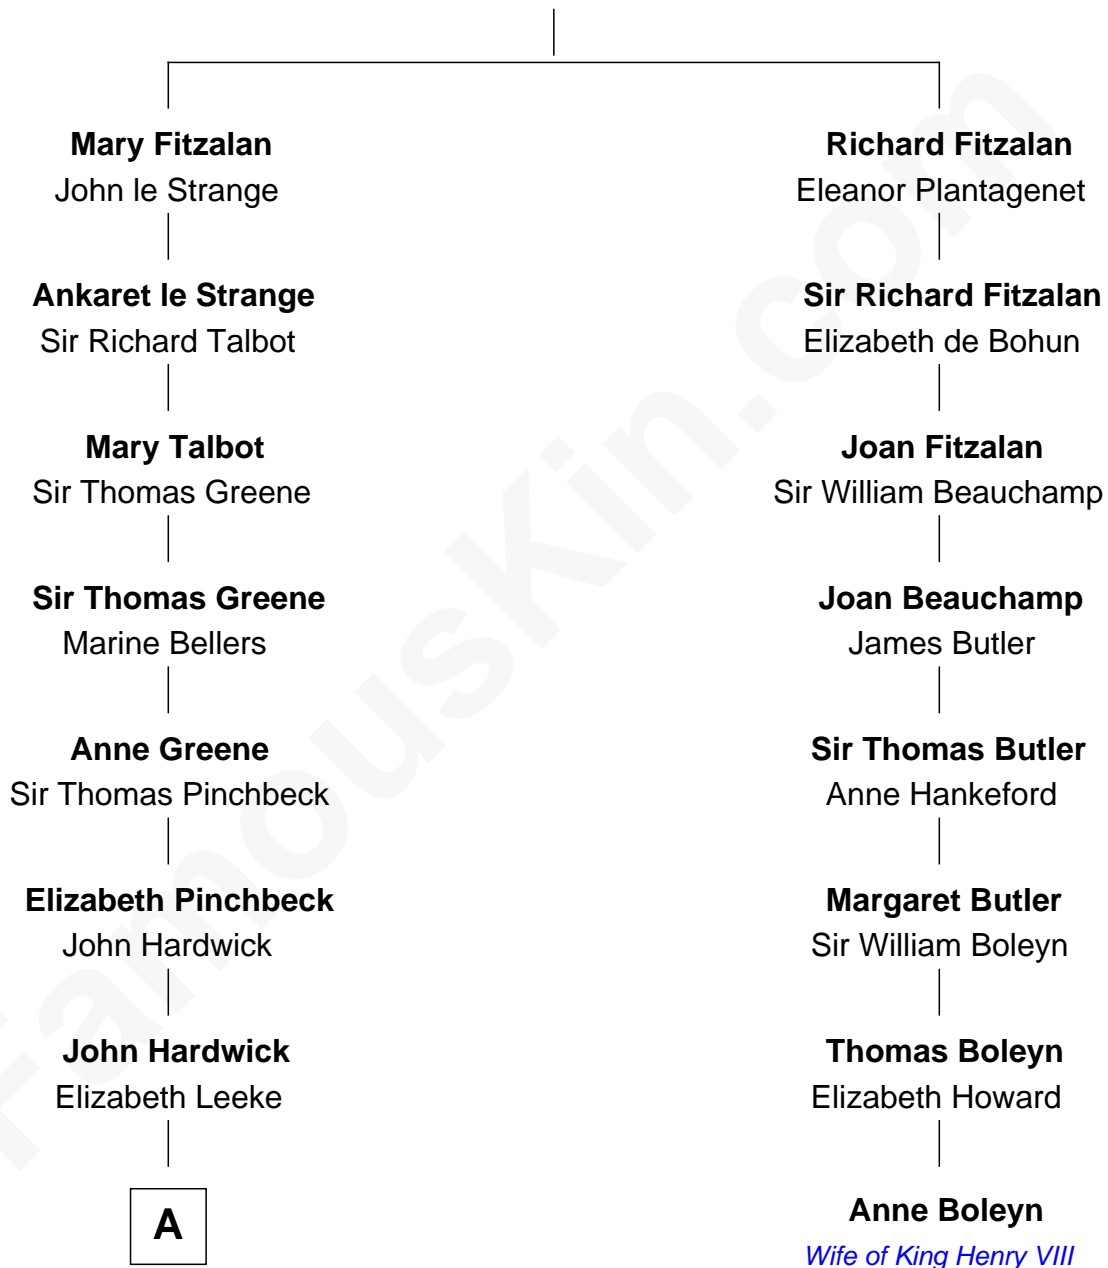 Mary Fitzalan
John le Strange
Richard Fitzalan
Eleanor Plantagenet
Ankaret le Strange
Sir Richard Talbot
Sir Richard Fitzalan
Elizabeth de Bohun
Mary Talbot
Sir Thomas Greene
Joan Fitzalan
Sir William Beauchamp
Sir Thomas Greene
Marine Bellers
Joan Beauchamp
James Butler
Anne Greene
Sir Thomas Pinchbeck
Sir Thomas Butler
Anne Hankeford
Elizabeth Pinchbeck
John Hardwick
Margaret Butler
Sir William Boleyn
John Hardwick
Elizabeth Leeke
Thomas Boleyn
Elizabeth Howard
A
Anne Boleyn
Wife of King Henry VIII
FamousKin.com